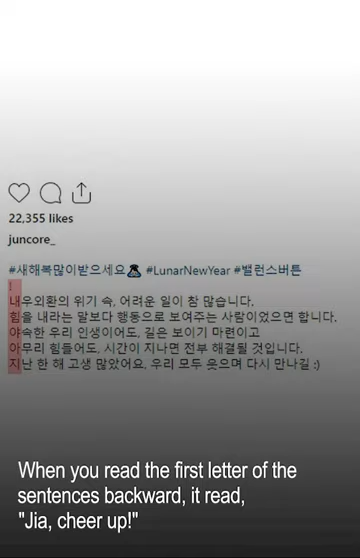 22,355 likes
juncore_
#새해복많이받으세요 #LunarNewYear #밸런스버튼
내우외환의 위기 속, 어려운 일이 참 많습니다.
힘을 내라는 말보다 행동으로 보여주는 사람이었으면 합니다.
야속한 우리 인생이어도, 길은 보이기 마련이고
아무리 힘들어도, 시간이 지나면 전부 해결될 것입니다.
지난 한 해 고생 많았어요. 우리 모두 웃으며 다시 만나길 :)
When you read the first letter of the
sentences backward, it read,
"Jia, cheer up!"